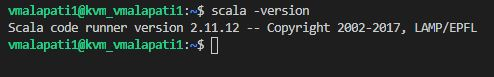 vmalapati1@kvm_vmalapati1:~$ scala -version
Scala code runner version 2.11.12 -- Copyright 2002-2017, LAMP/EPFL
vmalapati1@kvm_vmalapati1:~$